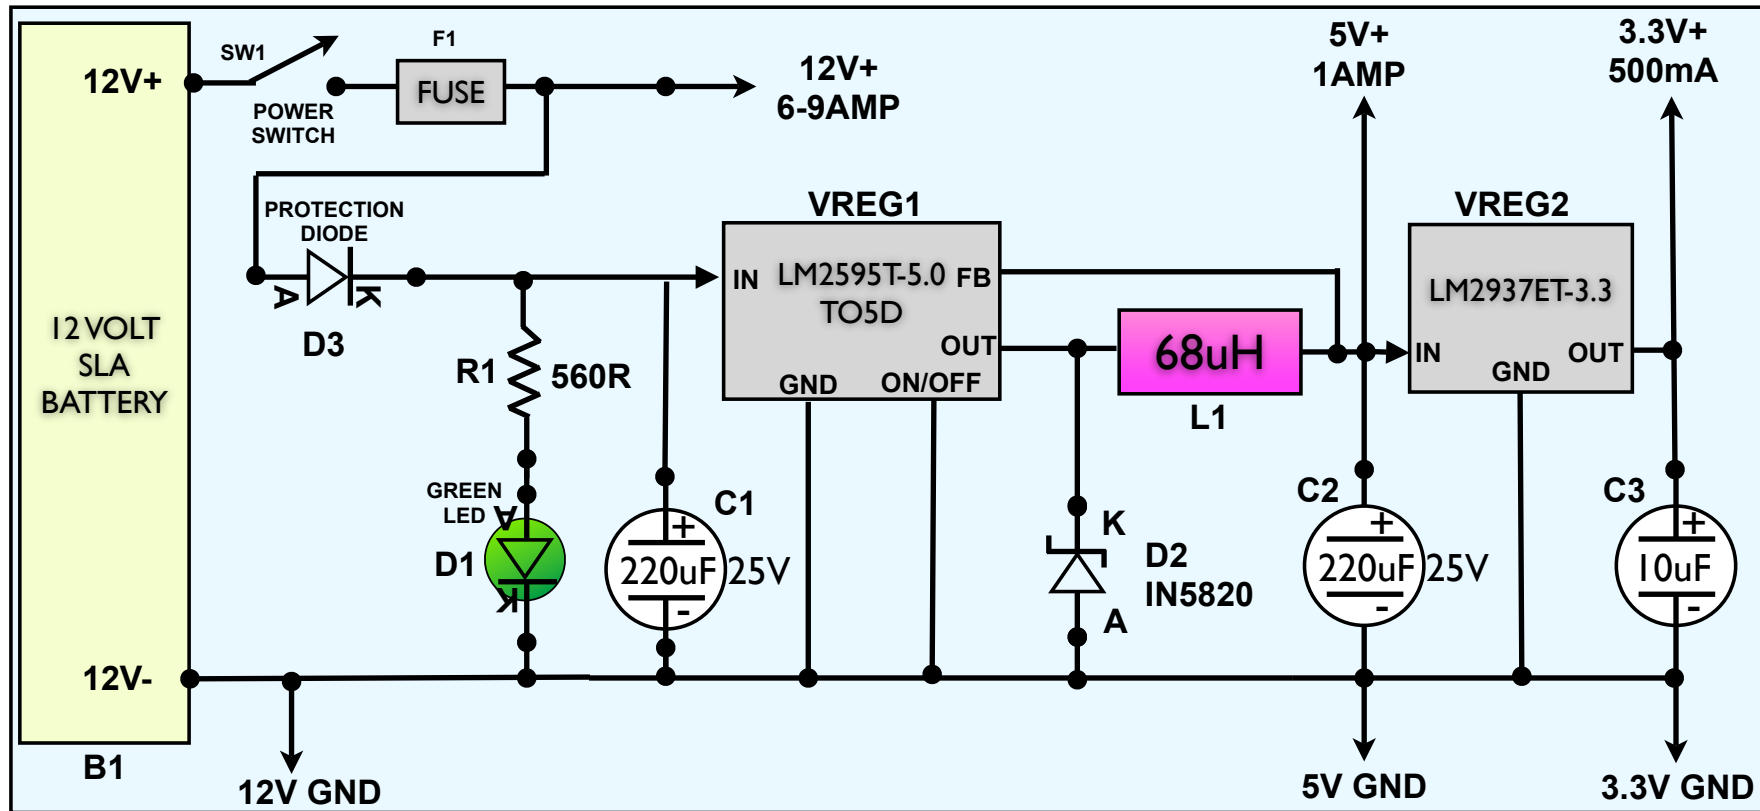 12V+
SW1
POWER
SWITCH
F1
FUSE
12V+
6-9AMP
5V+
1AMP
3.3V+
500mA
PROTECTION
DIODE
A
K
D3
VREG1
IN
LM2595T-5.0
TO5D
FB
OUT
GND
ON/OFF
VREG2
LM2937ET-3.3
IN
OUT
GND
12 VOLT
SLA
BATTERY
R1
560R
68uH
L1
GREEN
LED
A
D1
K
C1
+
220uF 25V
-
K
D2
IN5820
A
C2
+
220uF 25V
-
C3
+
10uF
-
12V-
B1
12V GND
5V GND
3.3V GND